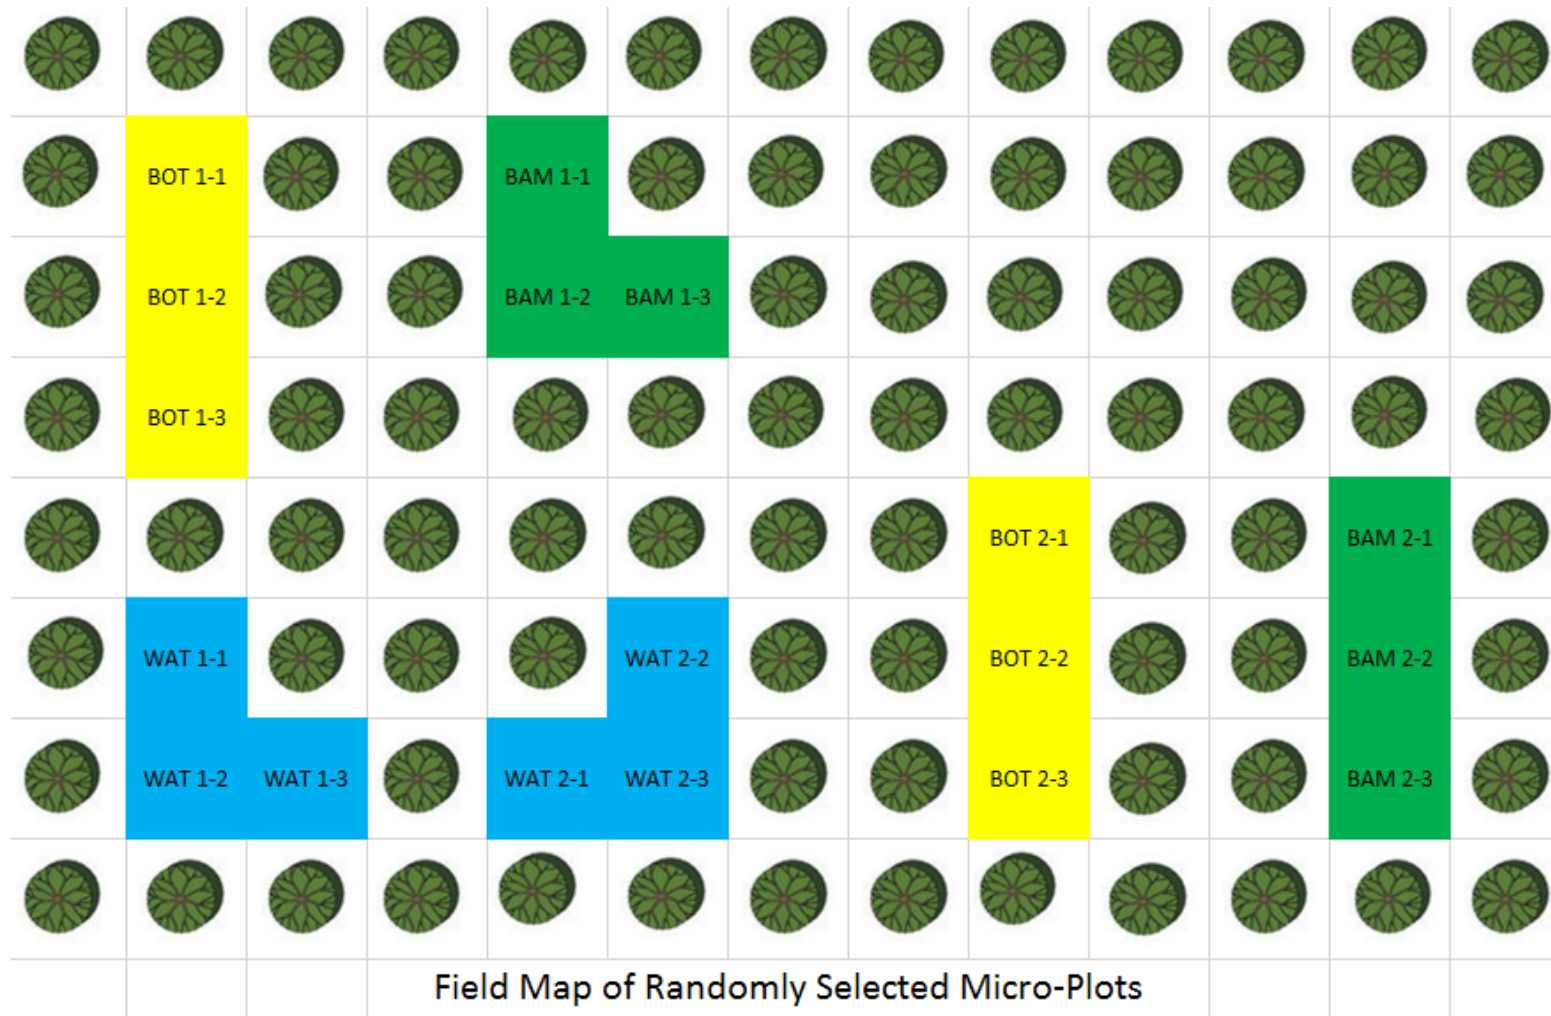 BOT 1-1 BAM 1-1
BOT 1-2 BAM 1-2 BAM 1-3
BOT 1-3
BOT 2-1 BAM 2-1
WAT 1-1 WAT 2-2 BOT 2-2 BAM 2-2
WAT 1-2 WAT 1-3 WAT 2-1 WAT 2-3 BOT 2-3 BAM 2-3
Field Map of Randomly Selected Micro-Plots